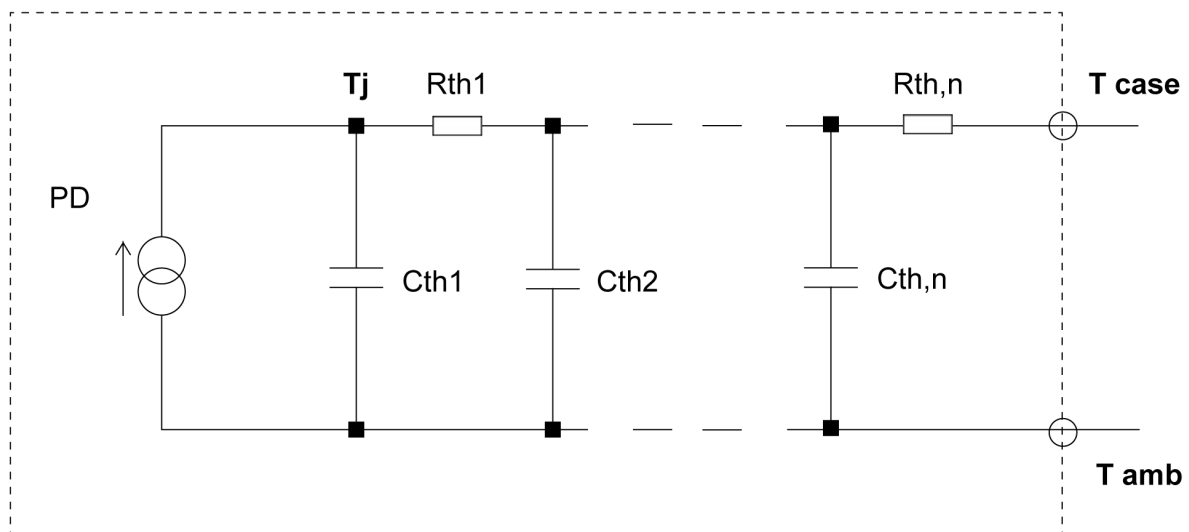 Tj
Rth1
Rth,n
T case
PD
Cth1
Cth2
Cth,n
T amb